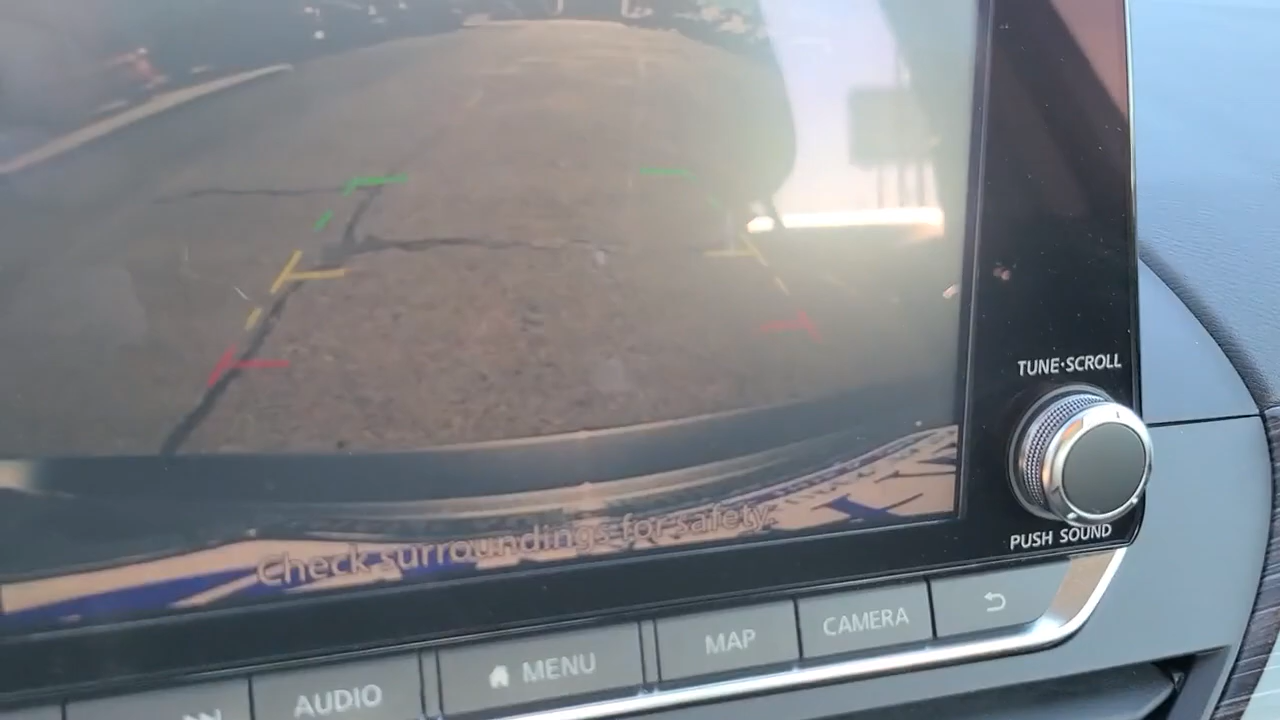 TUNE·SCROLL
PUSH SOUND
Check surroundings for safety.
AUDIO
MENU
MAP
CAMERA